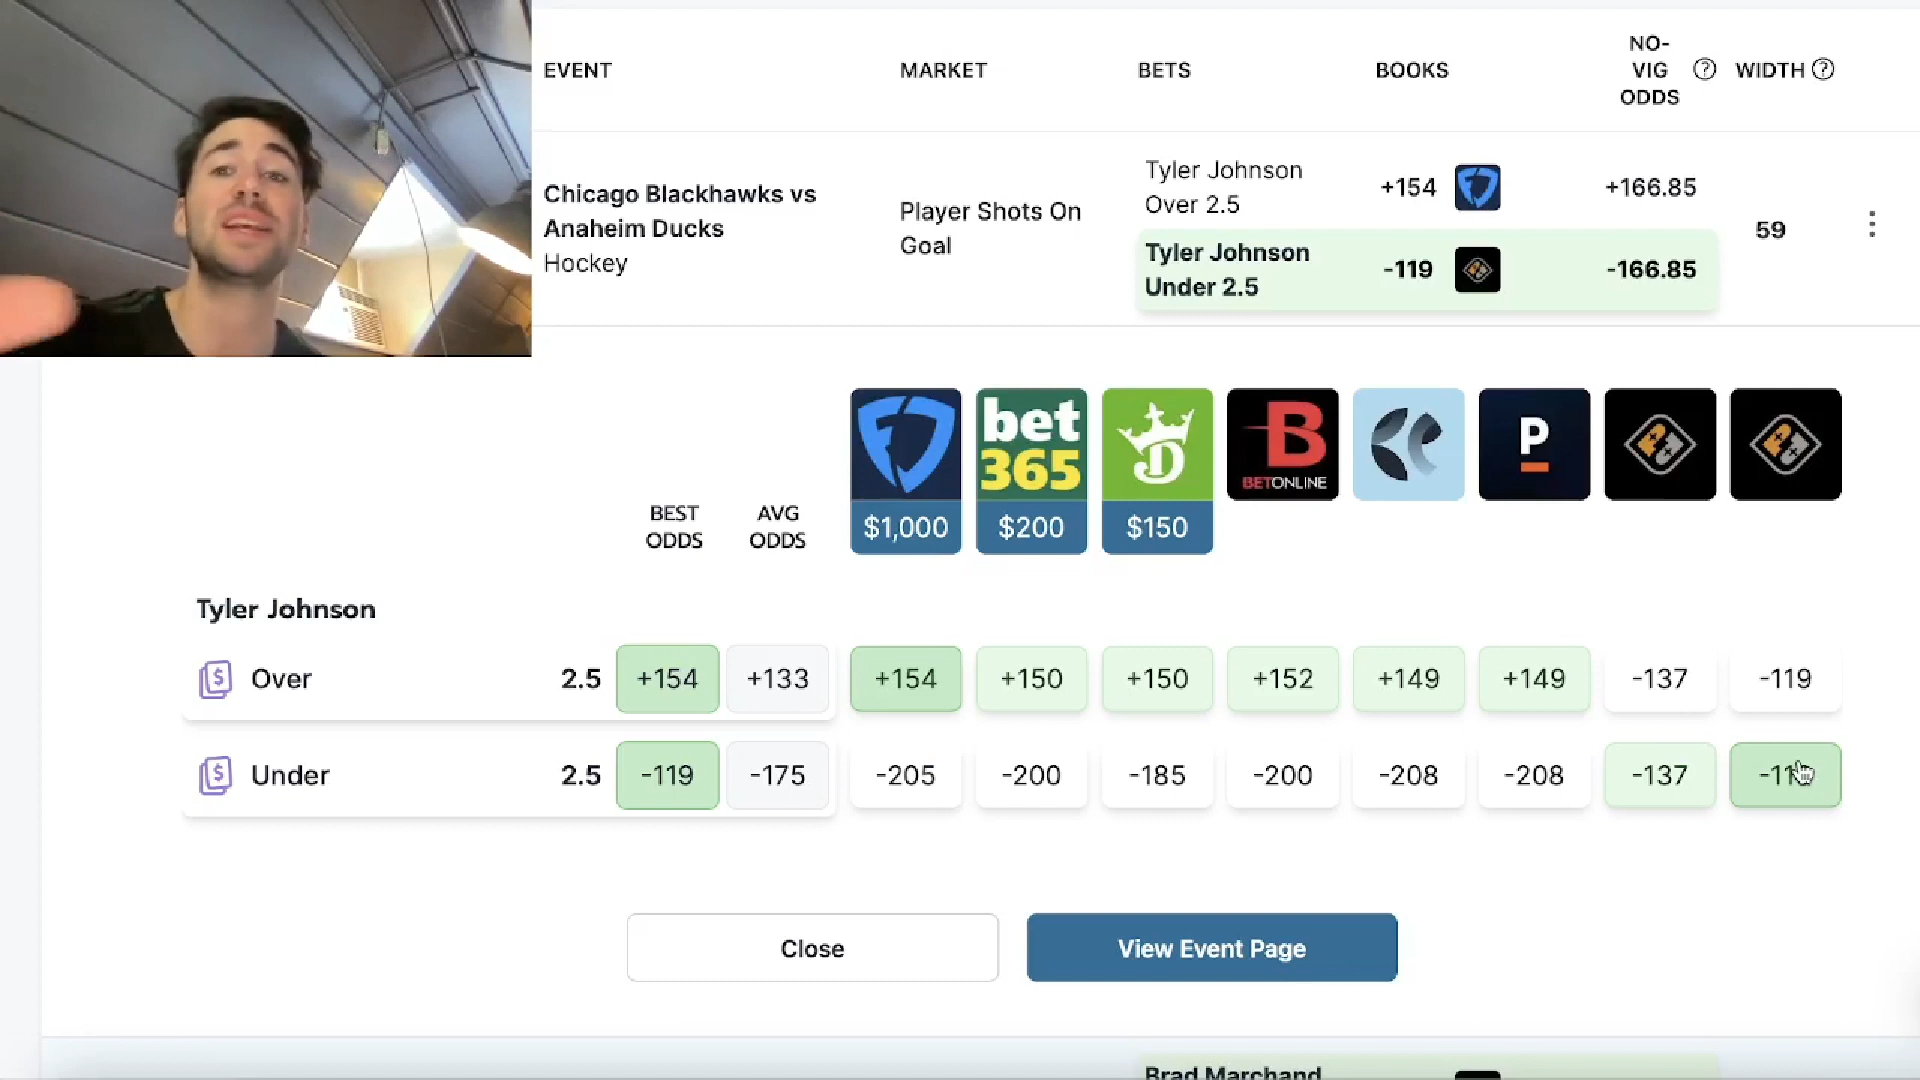 EVENT
MARKET
BETS
BOOKS
NO-
VIG
ODDS
?
WIDTH ?
Chicago Blackhawks vs
Anaheim Ducks
Hockey
Player Shots On
Goal
Tyler Johnson
Over 2.5
+154
+166.85
Tyler Johnson
Under 2.5
-119
-166.85
59
BEST
ODDS
AVG
ODDS
$1,000
bet
365
$200
$150
B
BETONLINE
P
Tyler Johnson
Over 2.5 +154 +133 +154 +150 +150 +152 +149 +149 -137 -119
Under 2.5 -119 -175 -205 -200 -185 -200 -208 -208 -137
Close
View Event Page
Brad Marchand